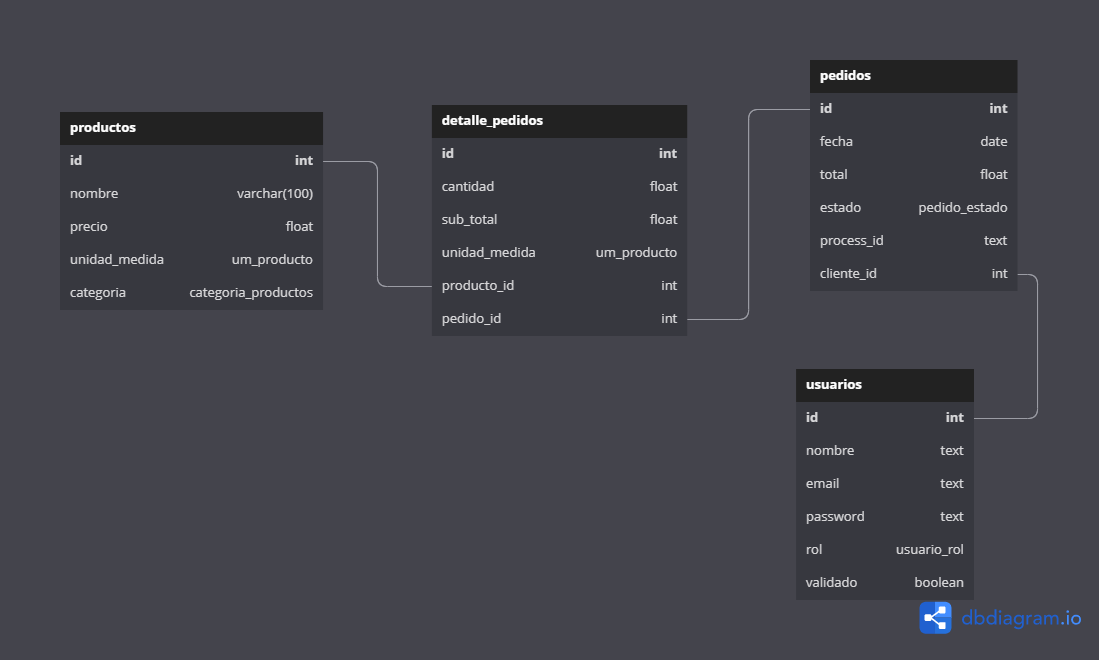 productos
id int
nombre varchar(100)
precio float
unidad_medida um_producto
categoria categoria_productos
detalle_pedidos
id int
cantidad float
sub_total float
unidad_medida um_producto
producto_id int
pedido_id int
pedidos
id int
fecha date
total float
estado pedido_estado
process_id text
cliente_id int
usuarios
id int
nombre text
email text
password text
rol usuario_rol
validado boolean
dbdiagram.io